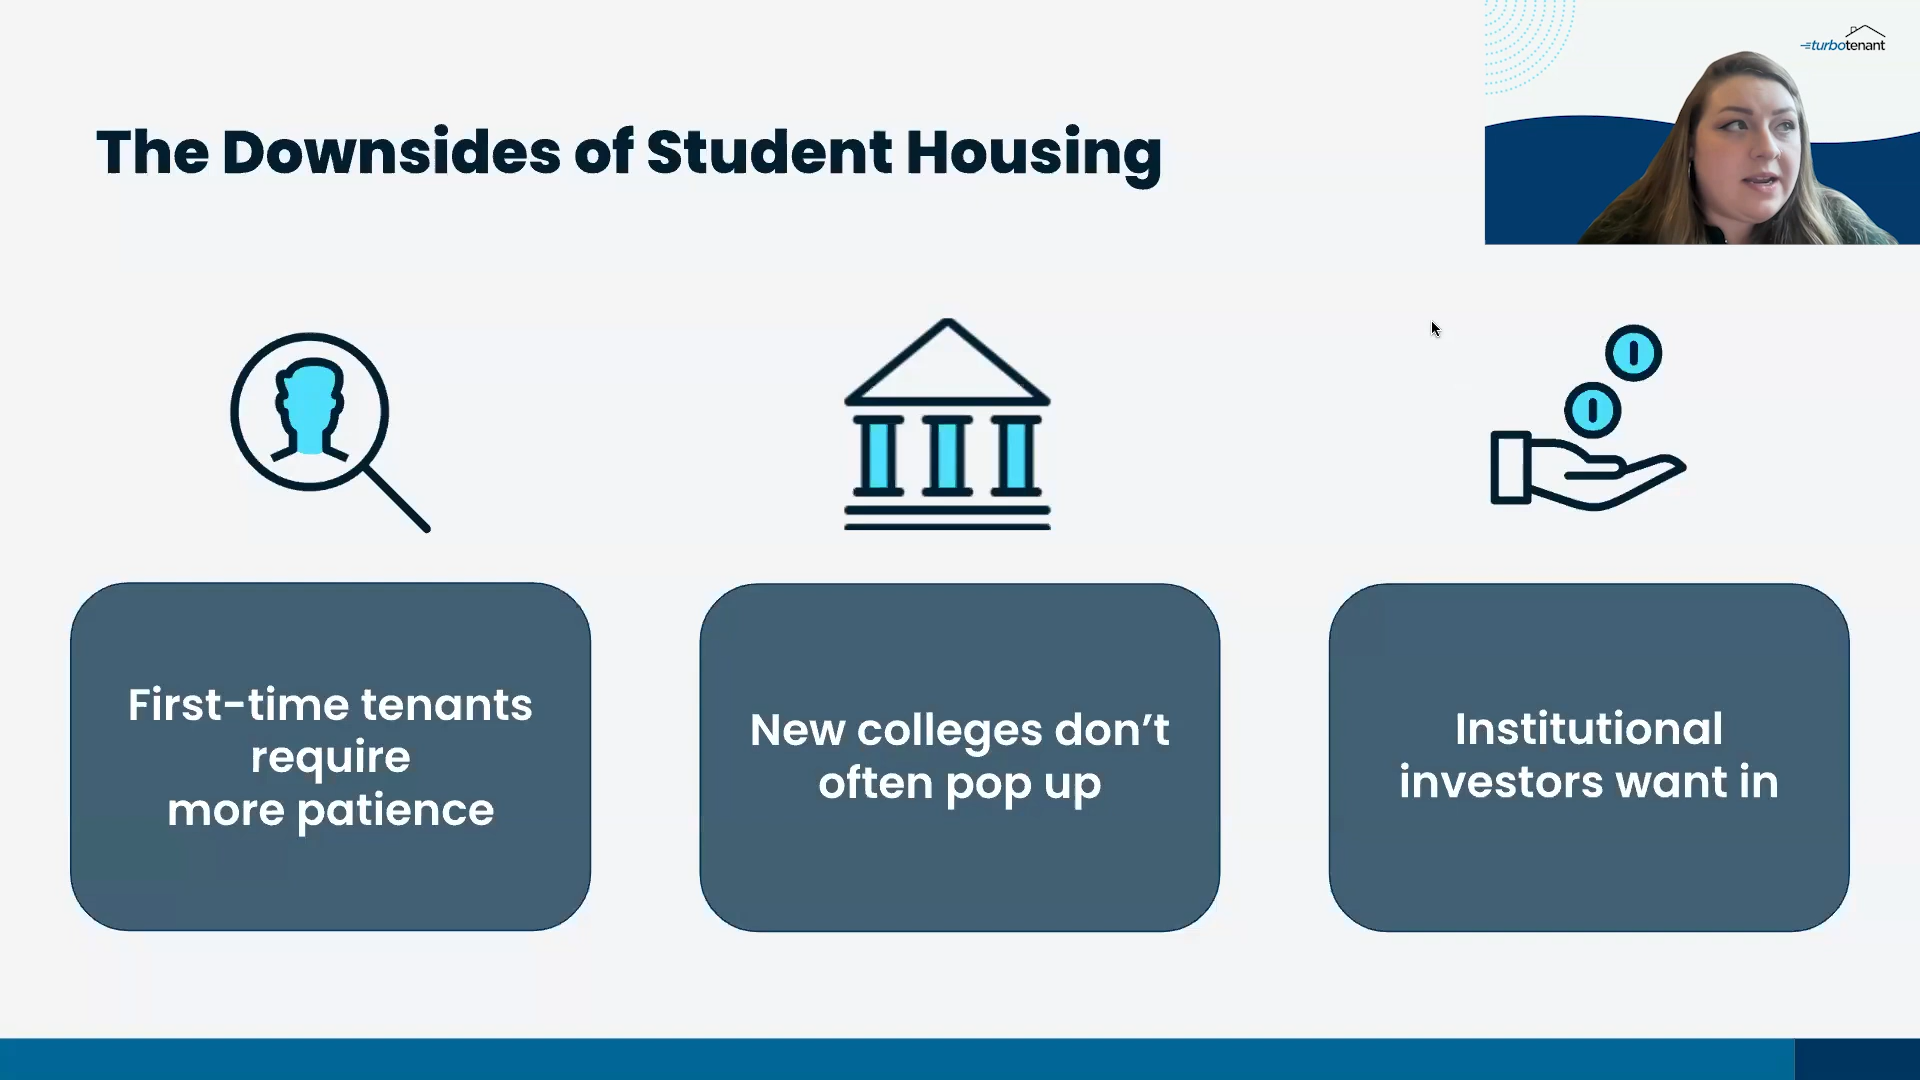 turbotenant
The Downsides of Student Housing
First-time tenants
require
more patience
New colleges don’t
often pop up
Institutional
investors want in